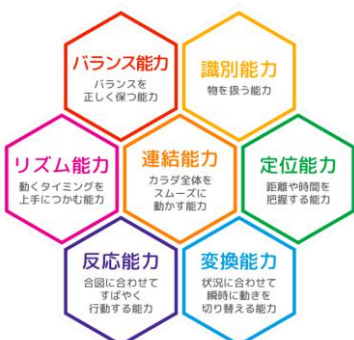 バランス能力
バランスを
正しく保つ能力
識別能力
物を扱う能力
リズム能力
動くタイミングを
上手につかむ能力
連結能力
カラダ全体を
スムーズに
動かす能力
定位能力
距離や時間を
把握する能力
反応能力
合図に合わせて
すばやく
行動する能力
変換能力
状況に合わせて
瞬時に動きを
切り替える能力